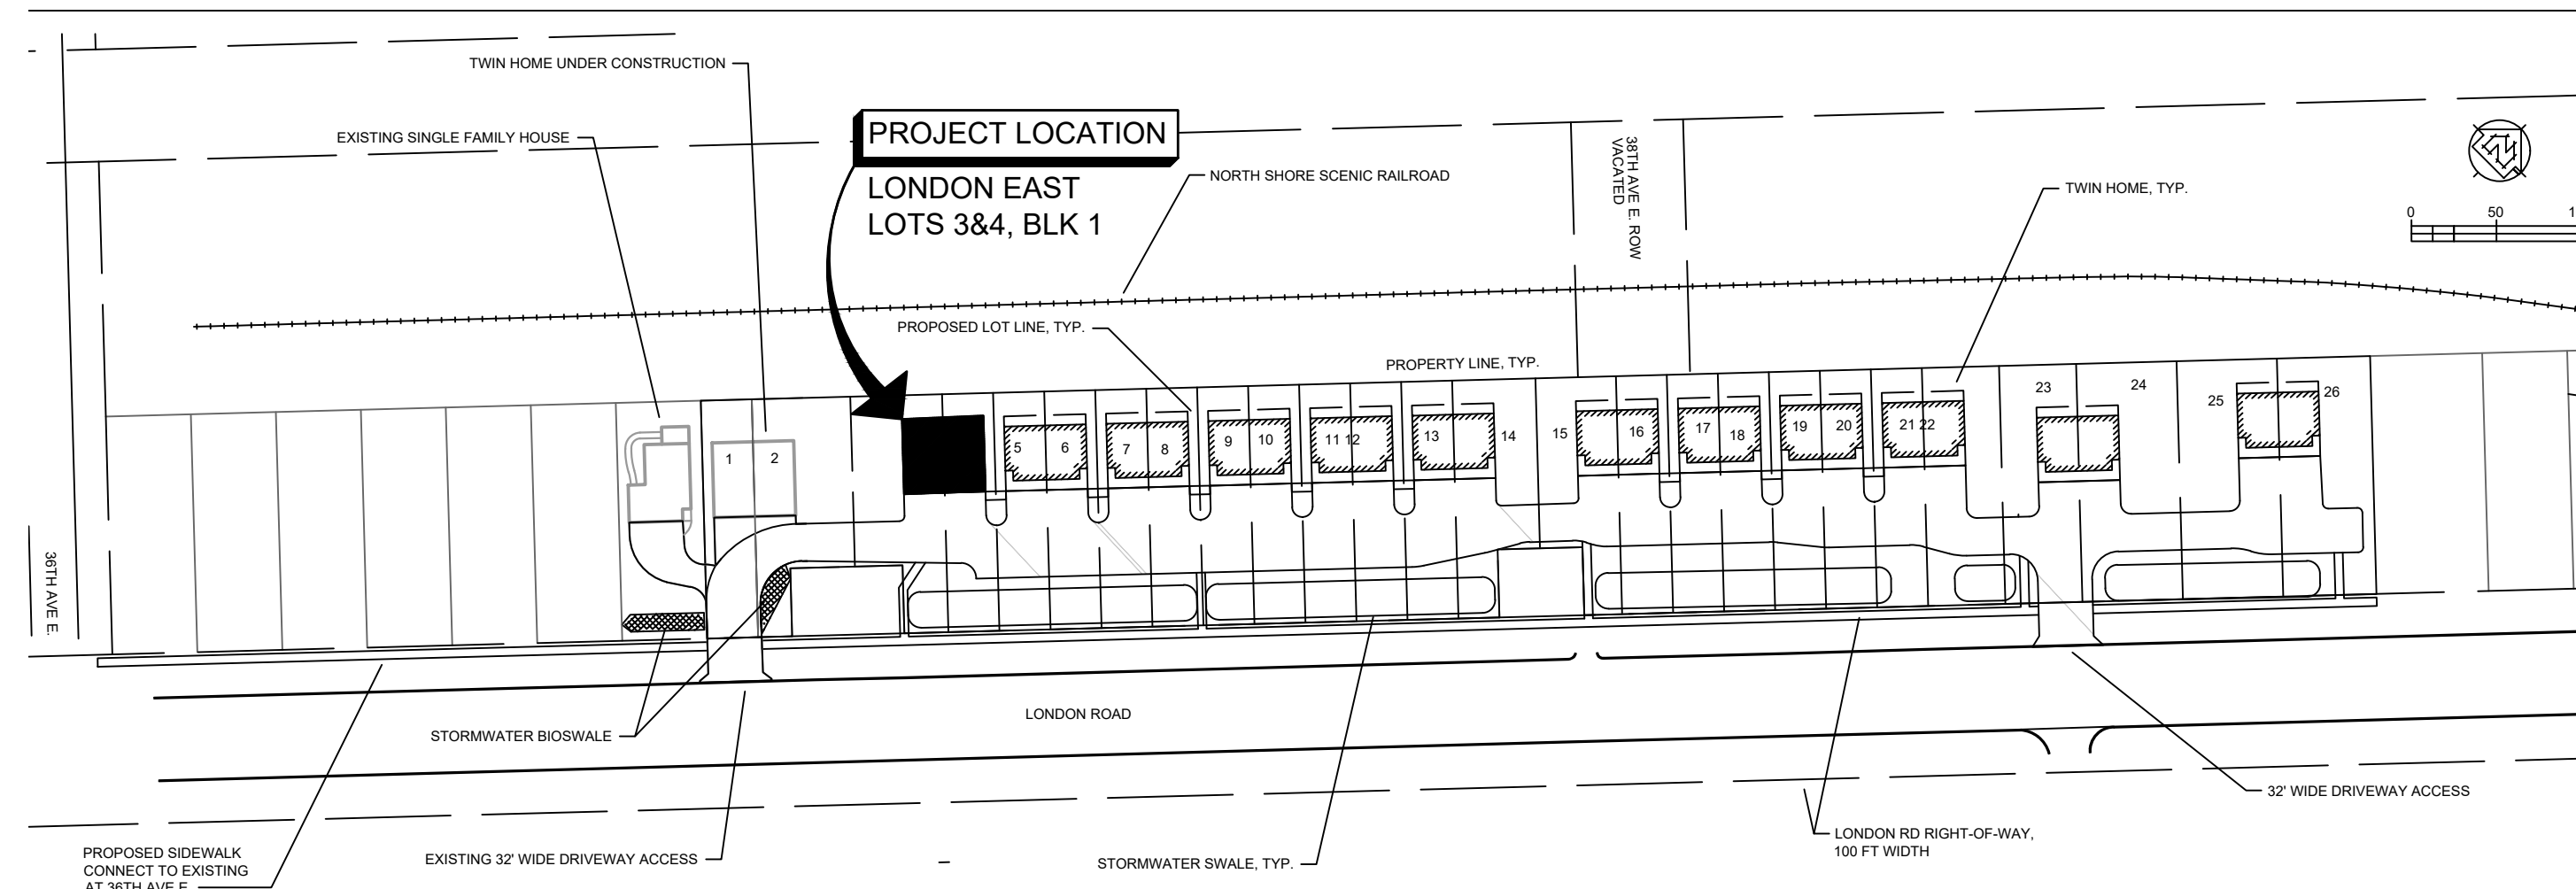 TWIN HOME UNDER CONSTRUCTION
EXISTING SINGLE FAMILY HOUSE
PROJECT LOCATION
LONDON EAST
LOTS 3&4, BLK 1
NORTH SHORE SCENIC RAILROAD
38TH AVE E. ROW
VACATED
TWIN HOME, TYP.
0 50
PROPOSED LOT LINE, TYP.
PROPERTY LINE, TYP.
1 2 5 6 7 8 9 10 11 12 13 14 15 16 17 18 19 20 21 22 23 24 25 26
36TH AVE E.
STORMWATER BIOSWALE
LONDON ROAD
32' WIDE DRIVEWAY ACCESS
PROPOSED SIDEWALK
CONNECT TO EXISTING
AT 36TH AVE E.
EXISTING 32' WIDE DRIVEWAY ACCESS
STORMWATER SWALE, TYP.
LONDON RD RIGHT-OF-WAY,
100 FT WIDTH